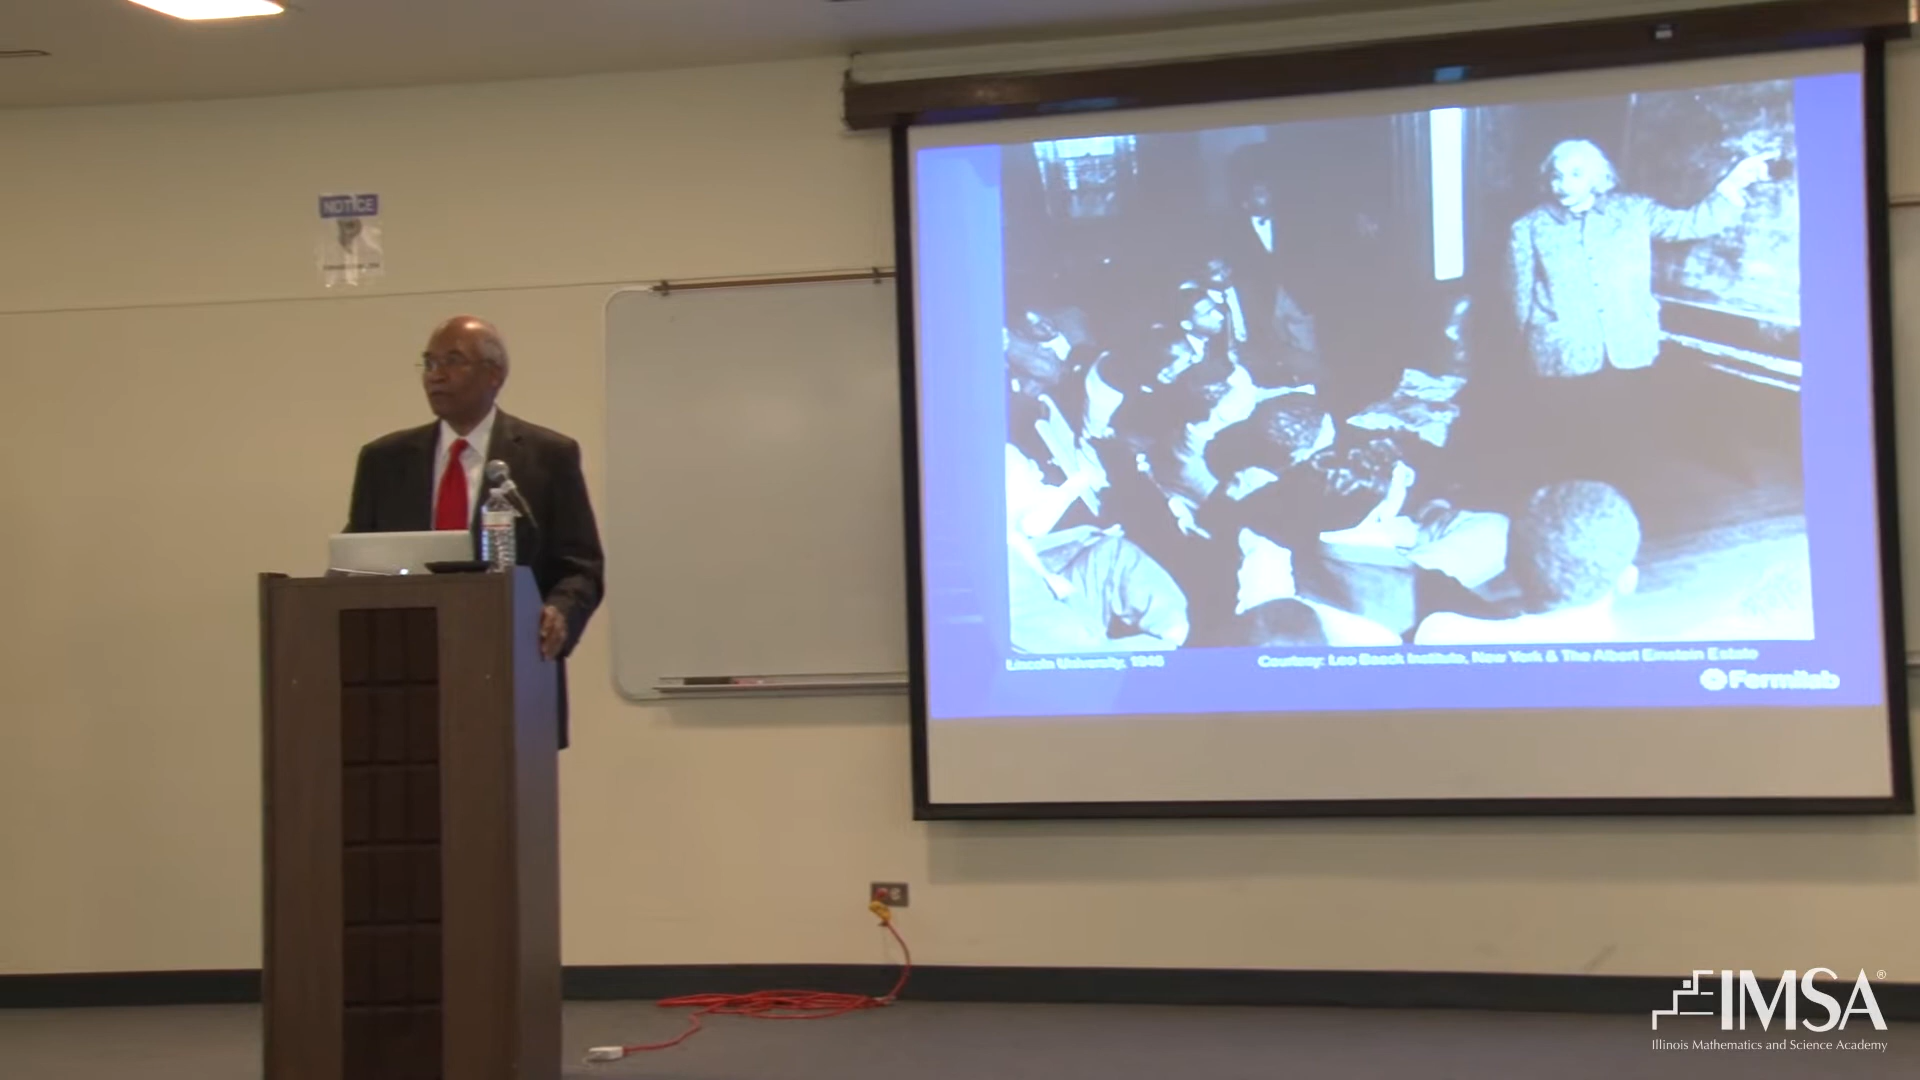 NOTICE
Lincoln University, 1946
Courtesy: Leo Baeck Institute, New York & The Albert Einstein Estate
Fermilab
IMSA®
Illinois Mathematics and Science Academy